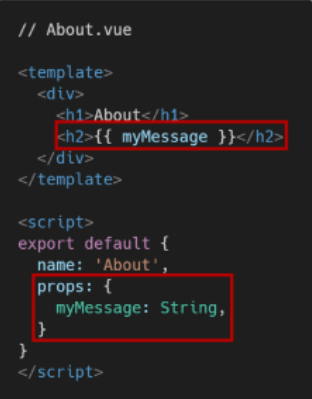 // About.vue
<template>
<div>
<h1>About</h1>
<h2>{{ myMessage }}</h2>
</div>
</template>
<script>
export default {
name: 'About',
props: {
myMessage: String,
}
}
</script>